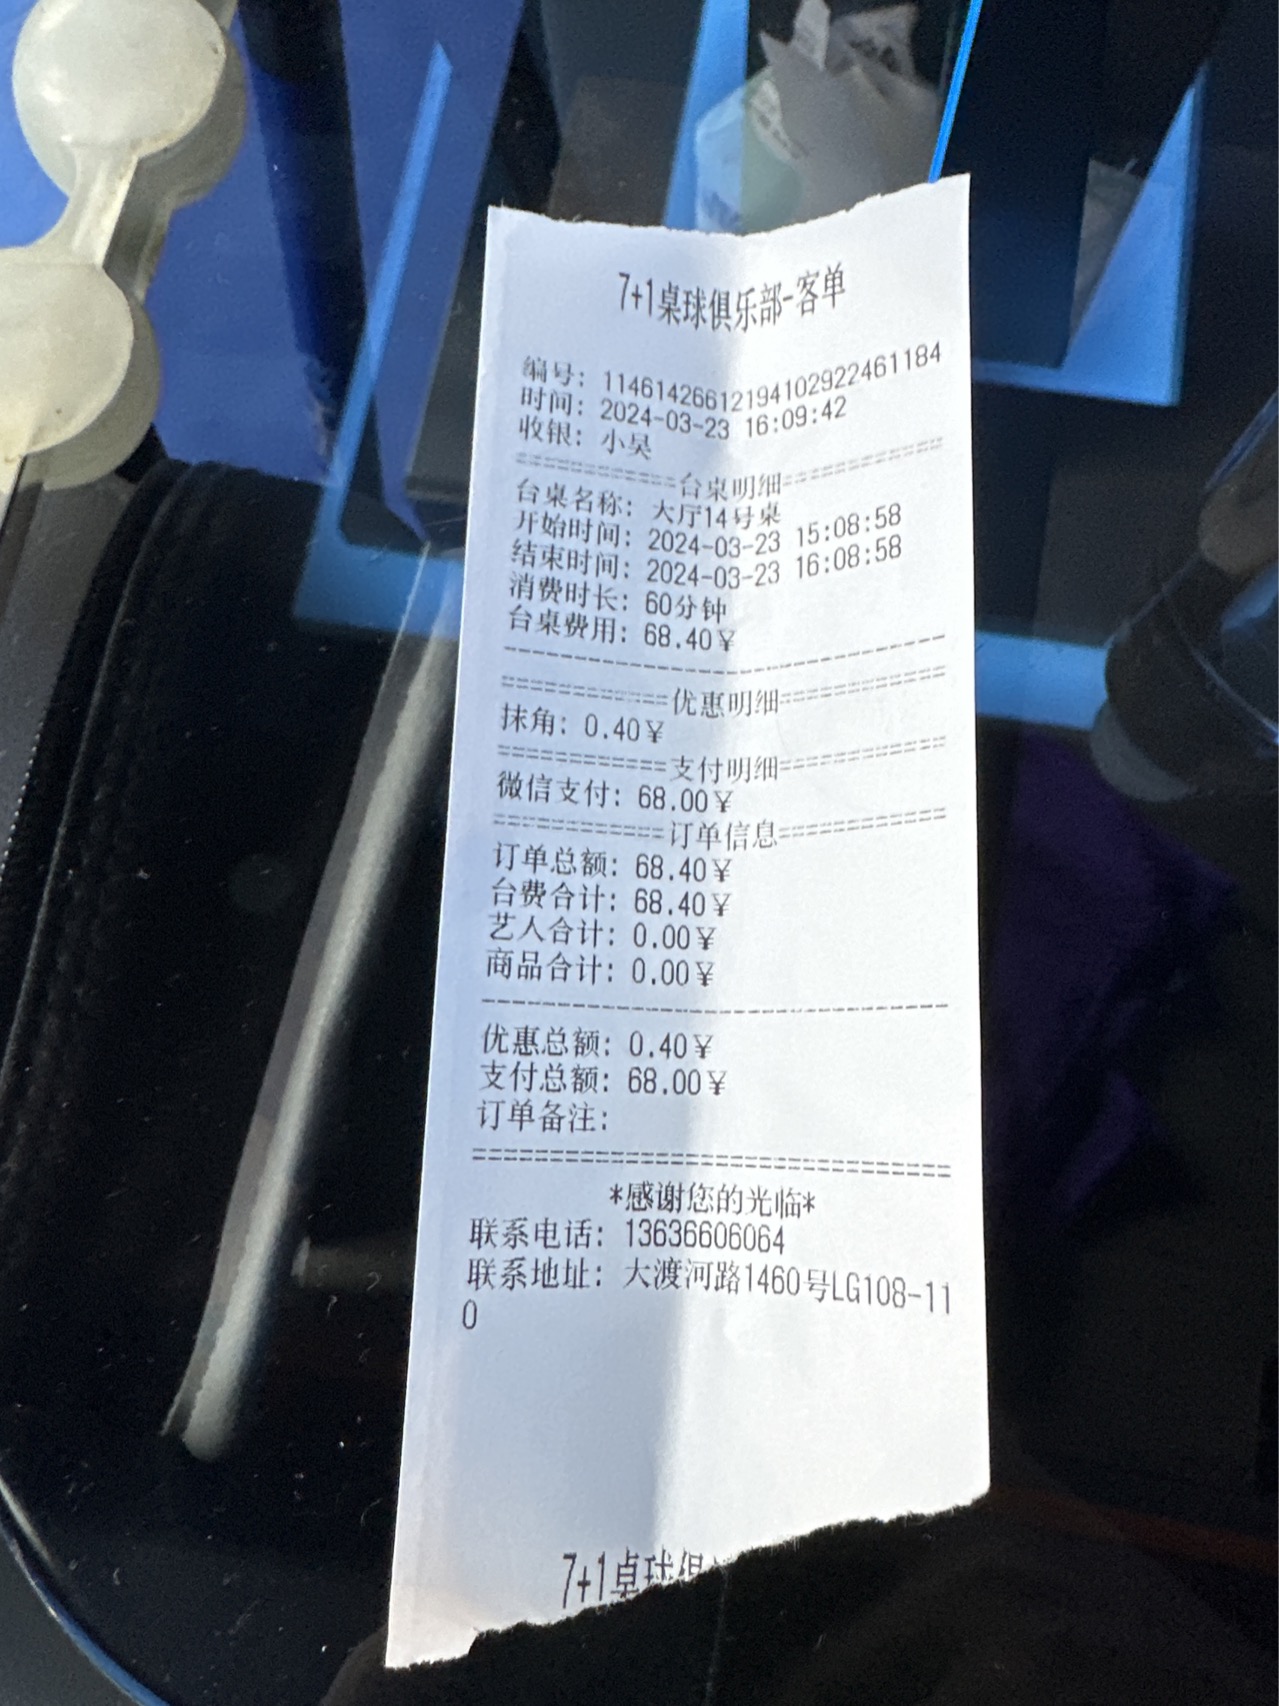 7+1桌球俱乐部-客单
编号: 11461426612194102922461184
时间: 2024-03-23 16:09:42
收银: 小吴
==========台桌明细==========
台桌名称: 大厅14号桌
开始时间: 2024-03-23 15:08:58
结束时间: 2024-03-23 16:08:58
消费时长: 60分钟
台桌费用: 68.40¥
------------------------------
==========优惠明细==========
抹角: 0.40¥
==========支付明细==========
微信支付: 68.00¥
==========订单信息==========
订单总额: 68.40¥
台费合计: 68.40¥
艺人合计: 0.00¥
商品合计: 0.00¥
------------------------------
优惠总额: 0.40¥
支付总额: 68.00¥
订单备注:
==============================
*感谢您的光临*
联系电话: 13636606064
联系地址: 大渡河路1460号LG108-11
0
7+1桌球俱